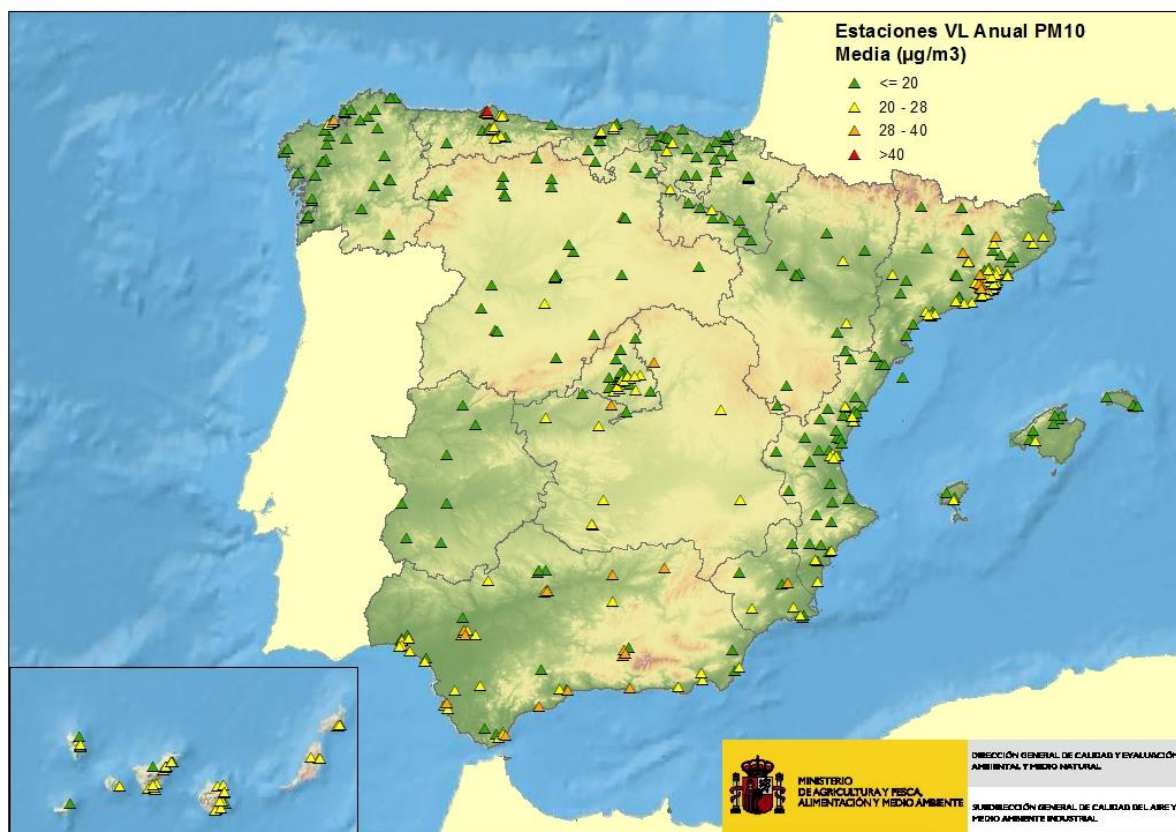 Estaciones VL Anual PM10
Media (µg/m3)
<= 20
20 - 28
28 - 40
>40
MINISTERIO
DE AGRICULTURA Y PESCA,
ALIMENTACIÓN Y MEDIO AMBIENTE
DIRECCIÓN GENERAL DE CALIDAD Y EVALUACIÓN
AMBIENTAL Y MEDIO NATURAL
SUBDIRECCIÓN GENERAL DE CALIDAD DEL AIRE Y
MEDIO AMBIENTE INDUSTRIAL